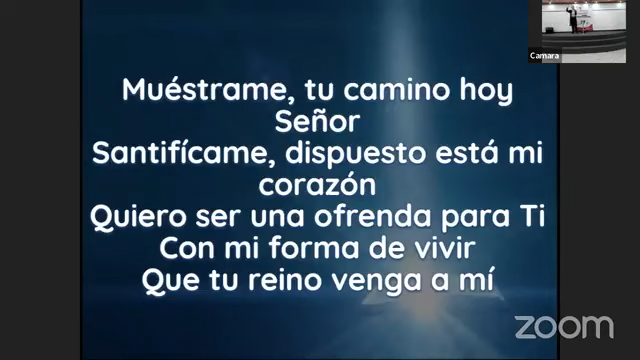 Camara
Muéstrame, tu camino hoy
Señor
Santifícame, dispuesto está mi
corazón
Quiero ser una ofrenda para Ti
Con mi forma de vivir
Que tu reino venga a mí
zoom